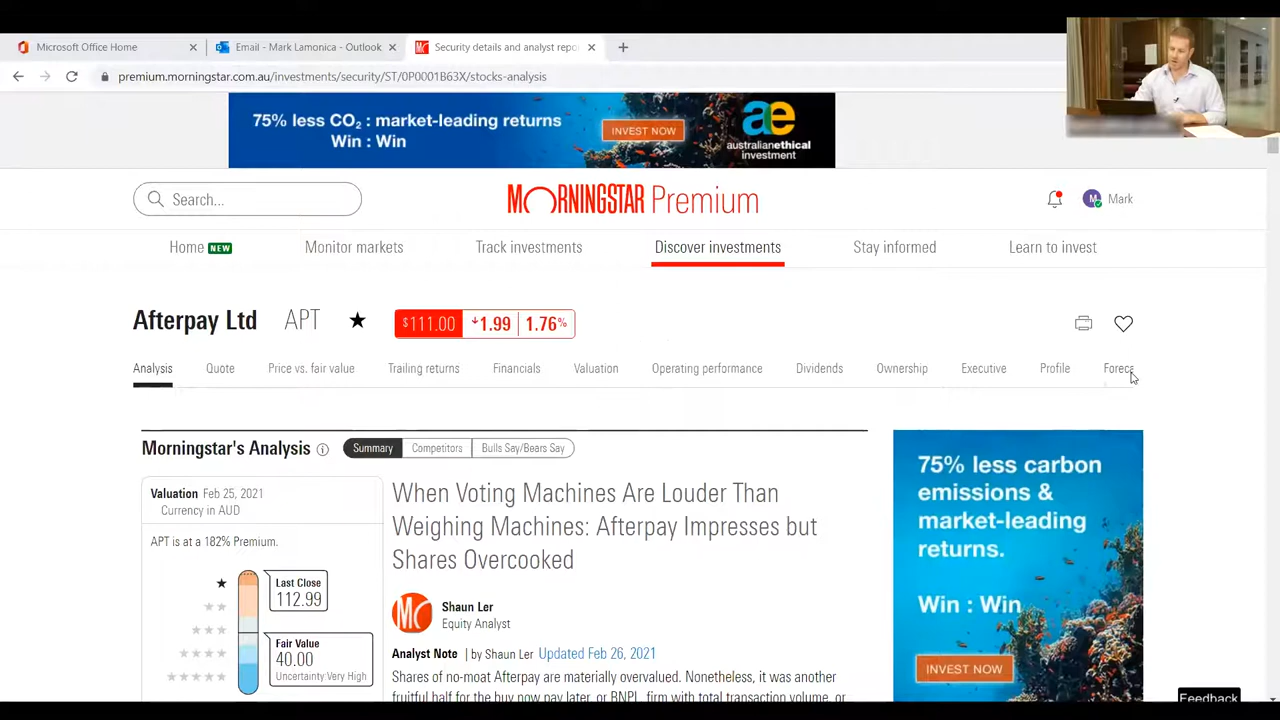 Microsoft Office Home
Email - Mark Lamonica - Outlook
Security details and analyst repo
premium.morningstar.com.au/investments/security/ST/0P0001B63X/stocks-analysis
75% less CO₂ : market-leading returns
Win : Win
INVEST NOW
ae
australianethical
investment
Search...
MORNINGSTAR Premium
M
Mark
Home NEW
Monitor markets
Track investments
Discover investments
Stay informed
Learn to invest
Afterpay Ltd APT ★ $111.00 1.99 1.76%
Analysis
Quote
Price vs. fair value
Trailing returns
Financials
Valuation
Operating performance
Dividends
Ownership
Executive
Profile
Forec
Morningstar's Analysis
Summary
Competitors
Bulls Say/Bears Say
Valuation Feb 25, 2021
Currency in AUD
APT is at a 182% Premium.
Last Close
112.99
Fair Value
40.00
Uncertainty:Very High
When Voting Machines Are Louder Than
Weighing Machines: Afterpay Impresses but
Shares Overcooked
Shaun Ler
Equity Analyst
Analyst Note | by Shaun Ler Updated Feb 26, 2021
Shares of no-moat Afterpay are materially overvalued. Nonetheless, it was another
fruitful half for the buy now pay later, or BNPL, firm with total transaction volume, or
75% less carbon
emissions &
market-leading
returns.
Win : Win
INVEST NOW
Feedback